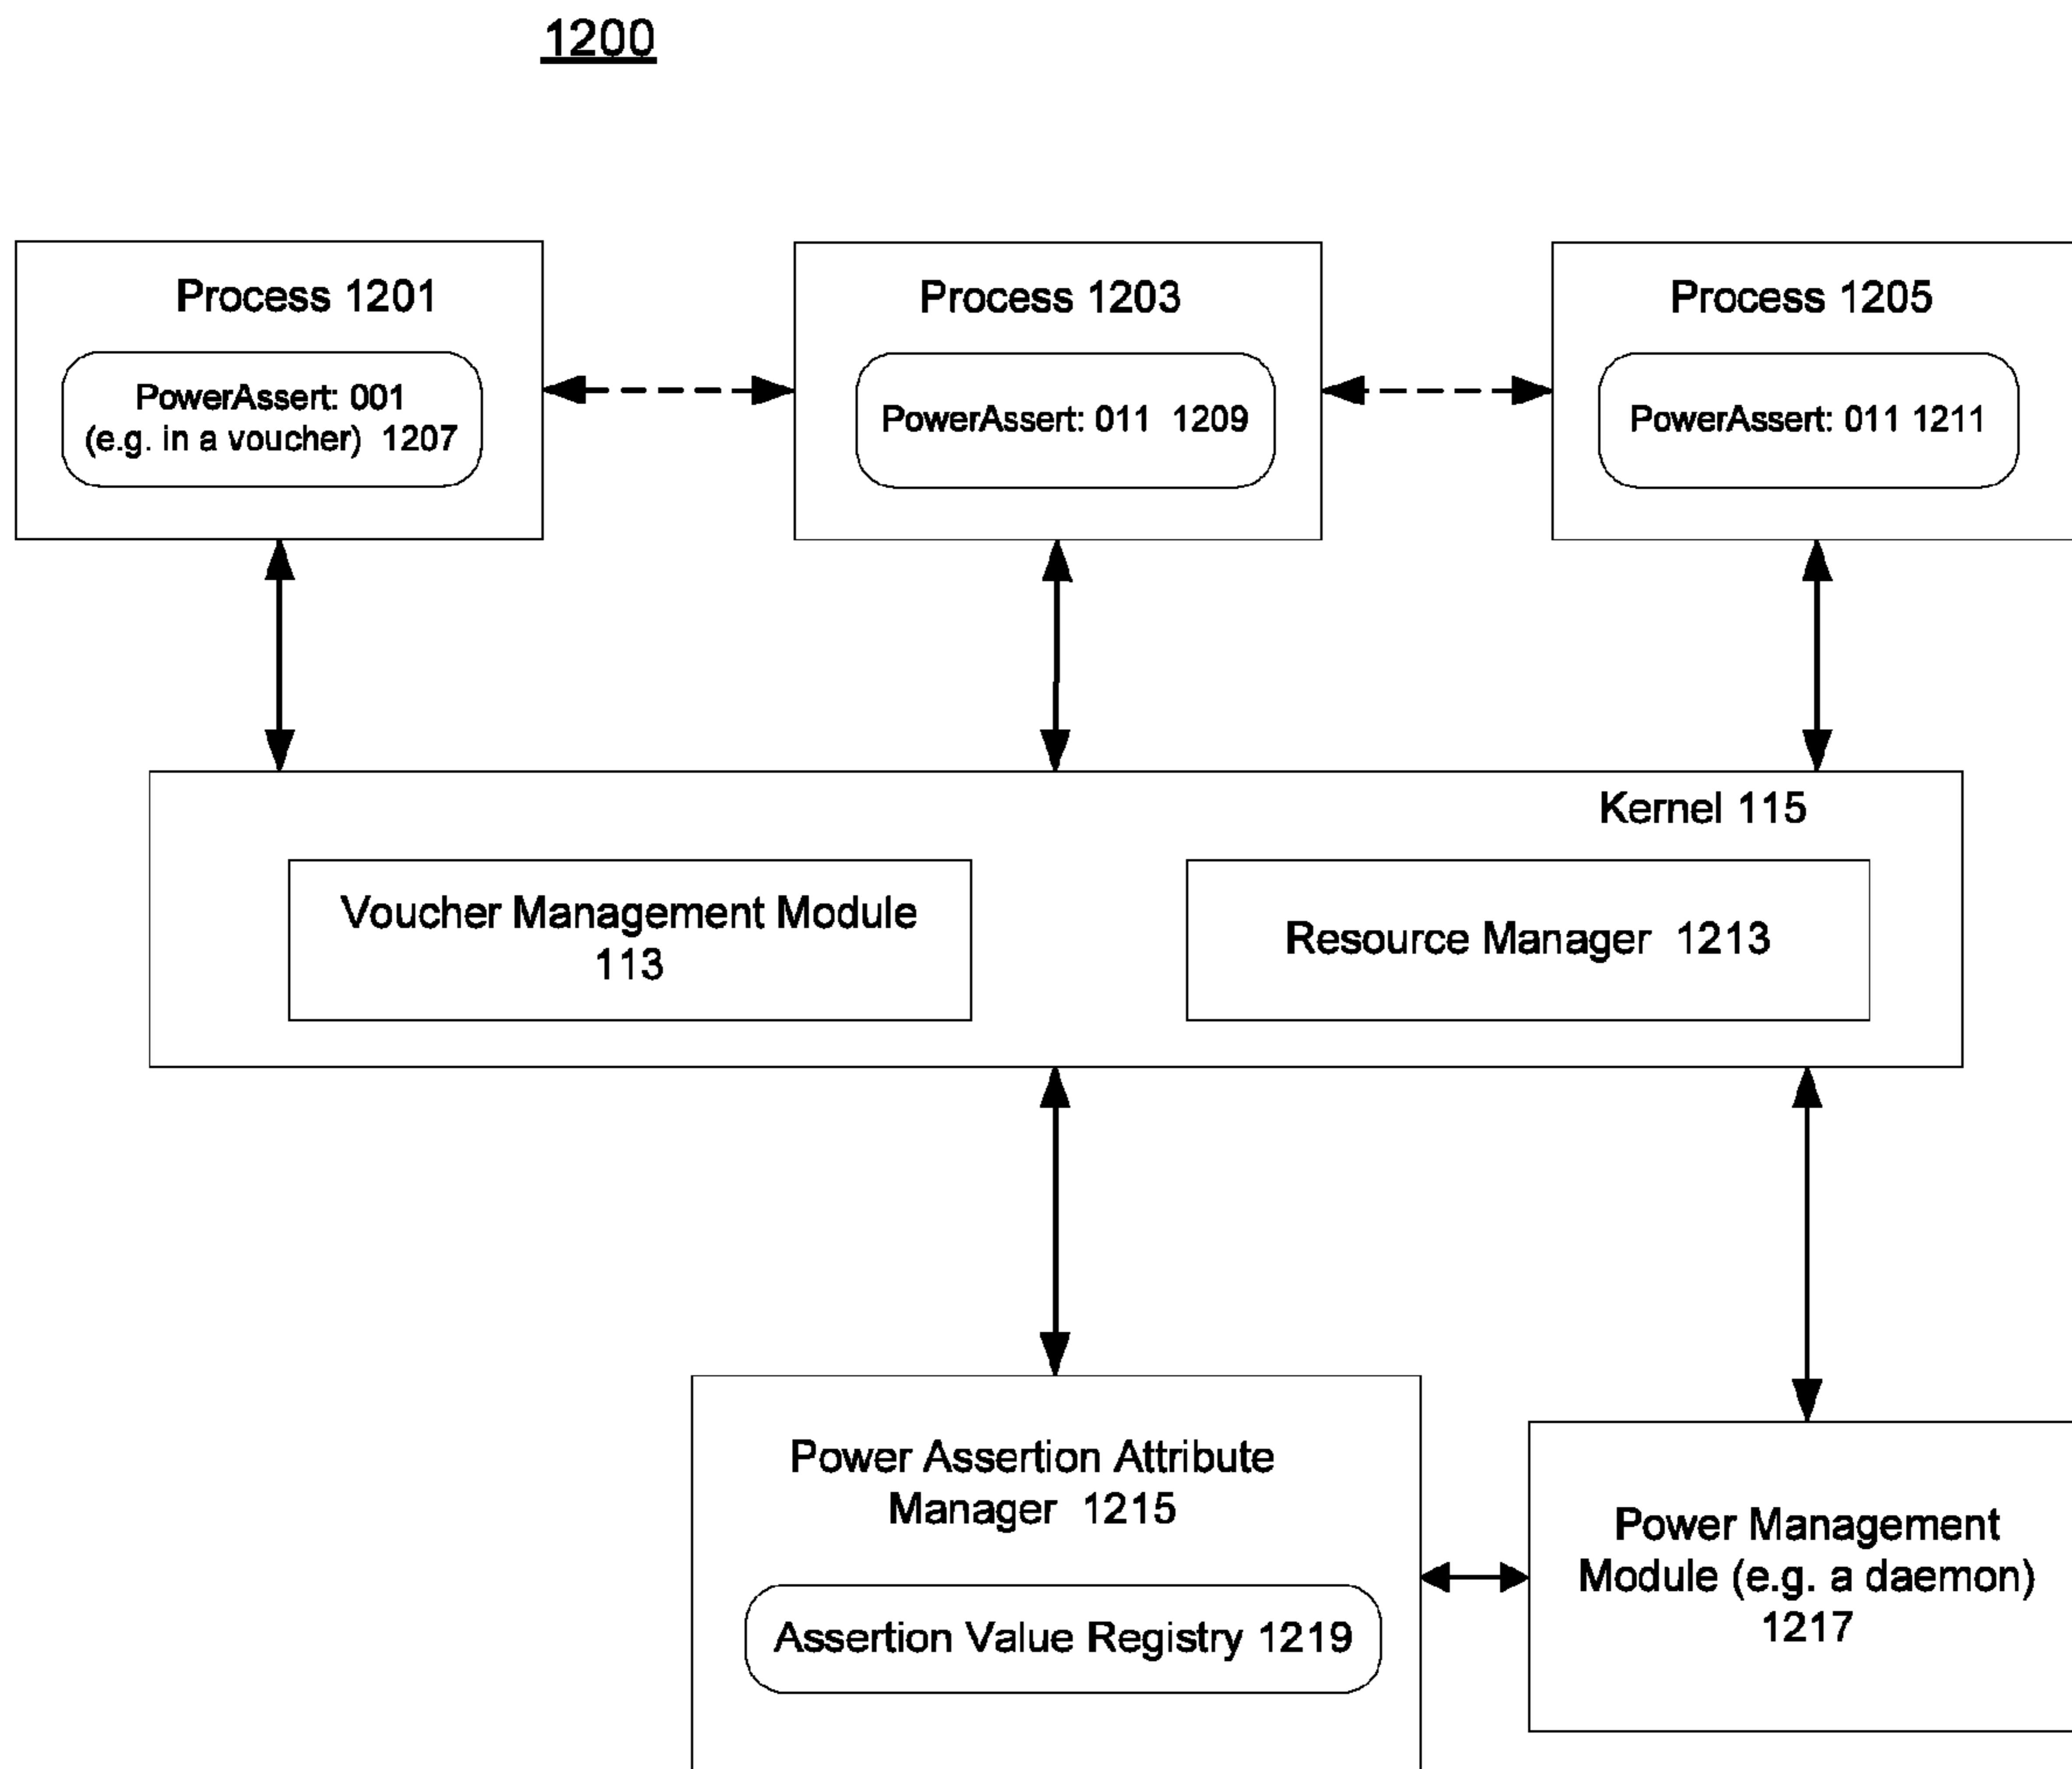 1200
Process 1201
PowerAssert: 001
(e.g. in a voucher) 1207
Process 1203
PowerAssert: 011 1209
Process 1205
PowerAssert: 011 1211
Kernel 115
Voucher Management Module
113
Resource Manager 1213
Power Assertion Attribute
Manager 1215
Assertion Value Registry 1219
Power Management
Module (e.g. a daemon)
1217